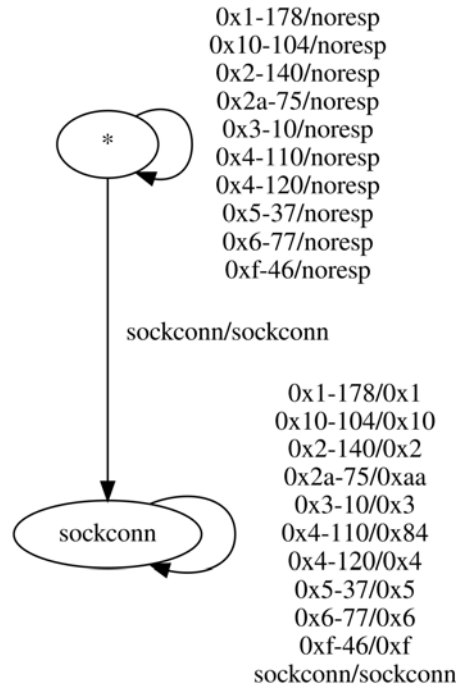 0x1-178/noresp
0x10-104/noresp
0x2-140/noresp
0x2a-75/noresp
0x3-10/noresp
0x4-110/noresp
0x4-120/noresp
0x5-37/noresp
0x6-77/noresp
0xf-46/noresp
*
sockconn/sockconn
0x1-178/0x1
0x10-104/0x10
0x2-140/0x2
0x2a-75/0xaa
0x3-10/0x3
0x4-110/0x84
0x4-120/0x4
0x5-37/0x5
0x6-77/0x6
0xf-46/0xf
sockconn/sockconn
sockconn